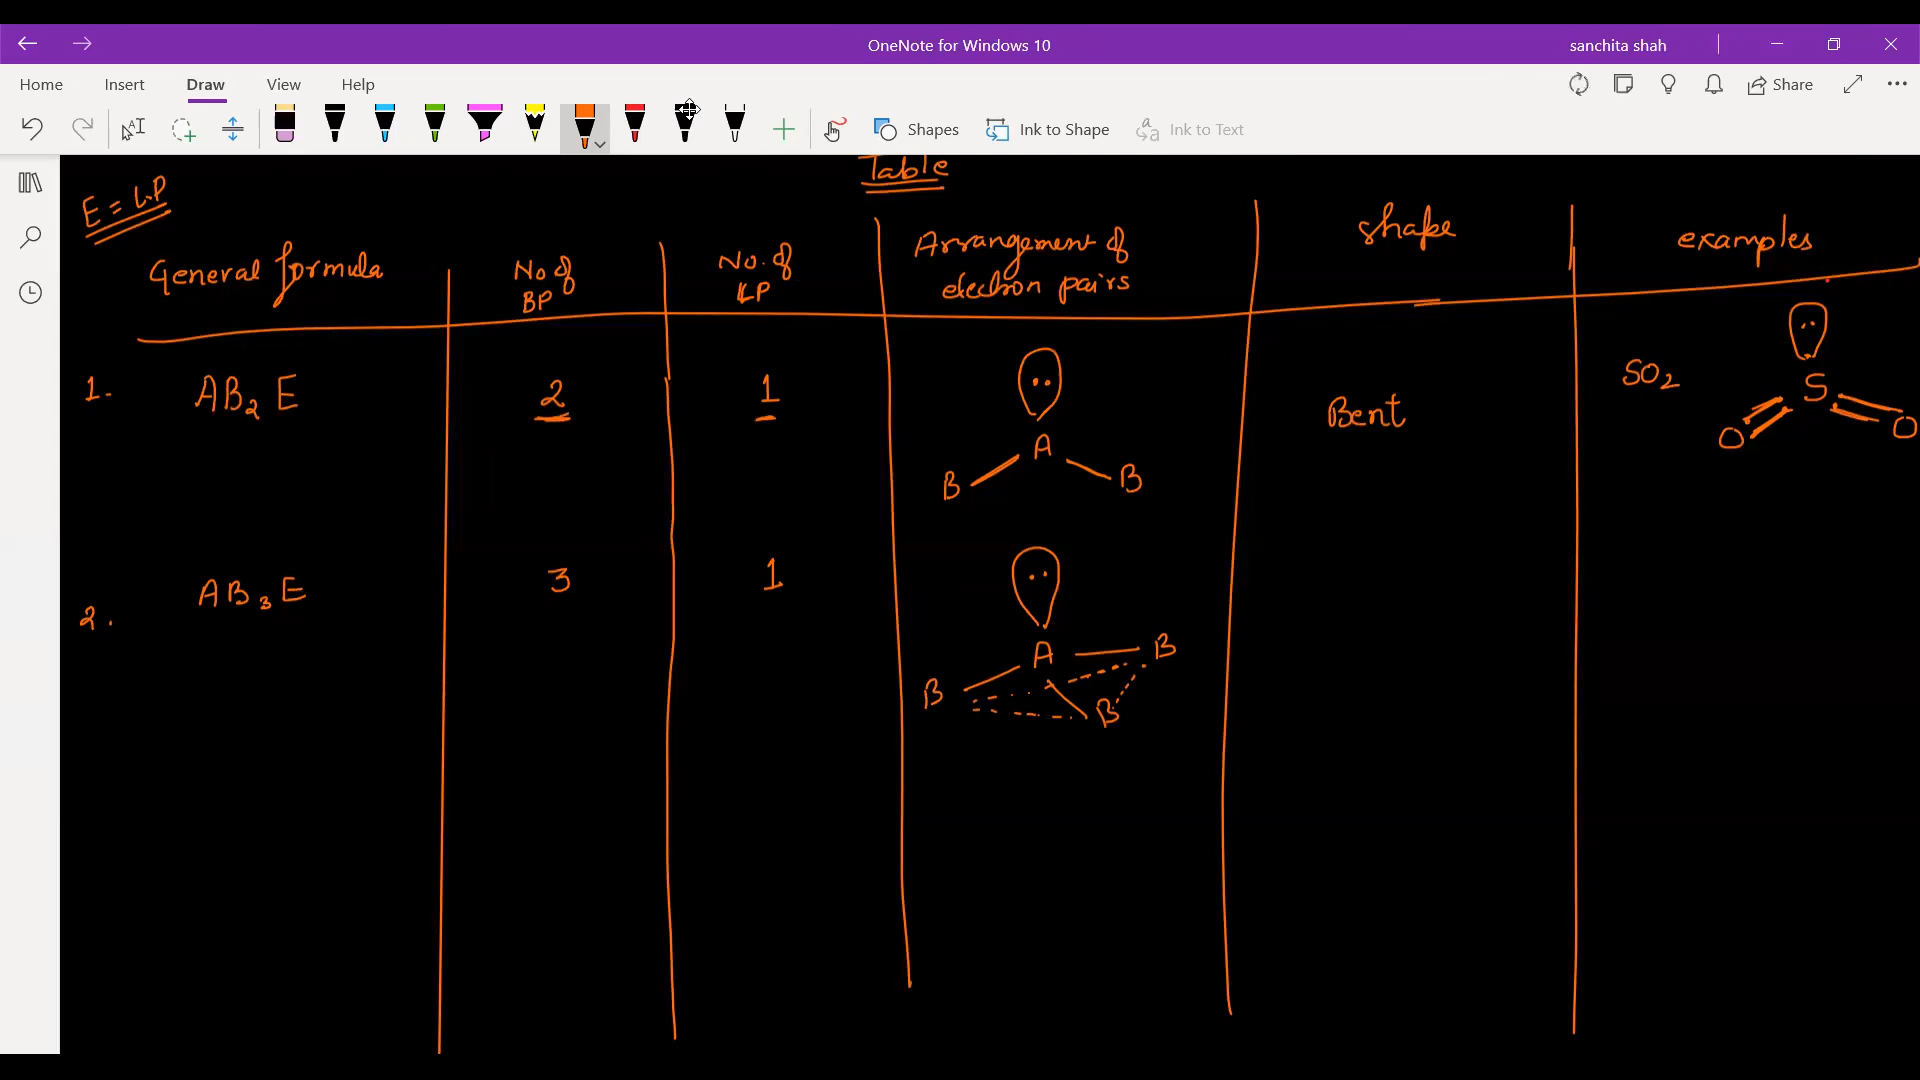 OneNote for Windows 10
sanchita shah
Home Insert Draw View Help
Share
Shapes Ink to Shape Ink to Text
Table
E = L.P
General formula
No of BP
No. of LP
Arrangement of
electron pairs
shape
examples
1. AB2 E 2 1
A
B B
Bent
SO2
S
O O
2. AB3 E 3 1
A B
B B